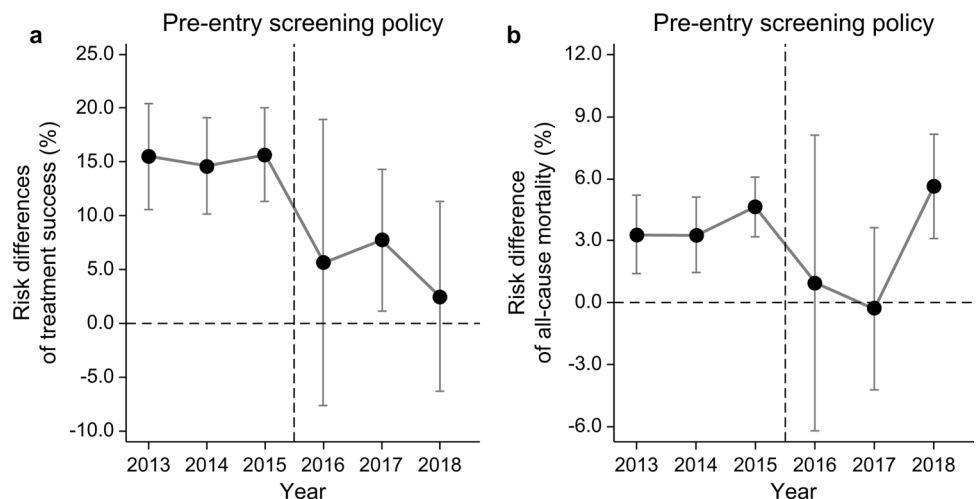 a
Pre-entry screening policy
Risk differences
of treatment success (%)
25.0
20.0
15.0
10.0
5.0
0.0
-5.0
-10.0
2013 2014 2015 2016 2017 2018
Year
b
Pre-entry screening policy
Risk difference
of all-cause mortality (%)
12.0
9.0
6.0
3.0
0.0
-3.0
-6.0
2013 2014 2015 2016 2017 2018
Year